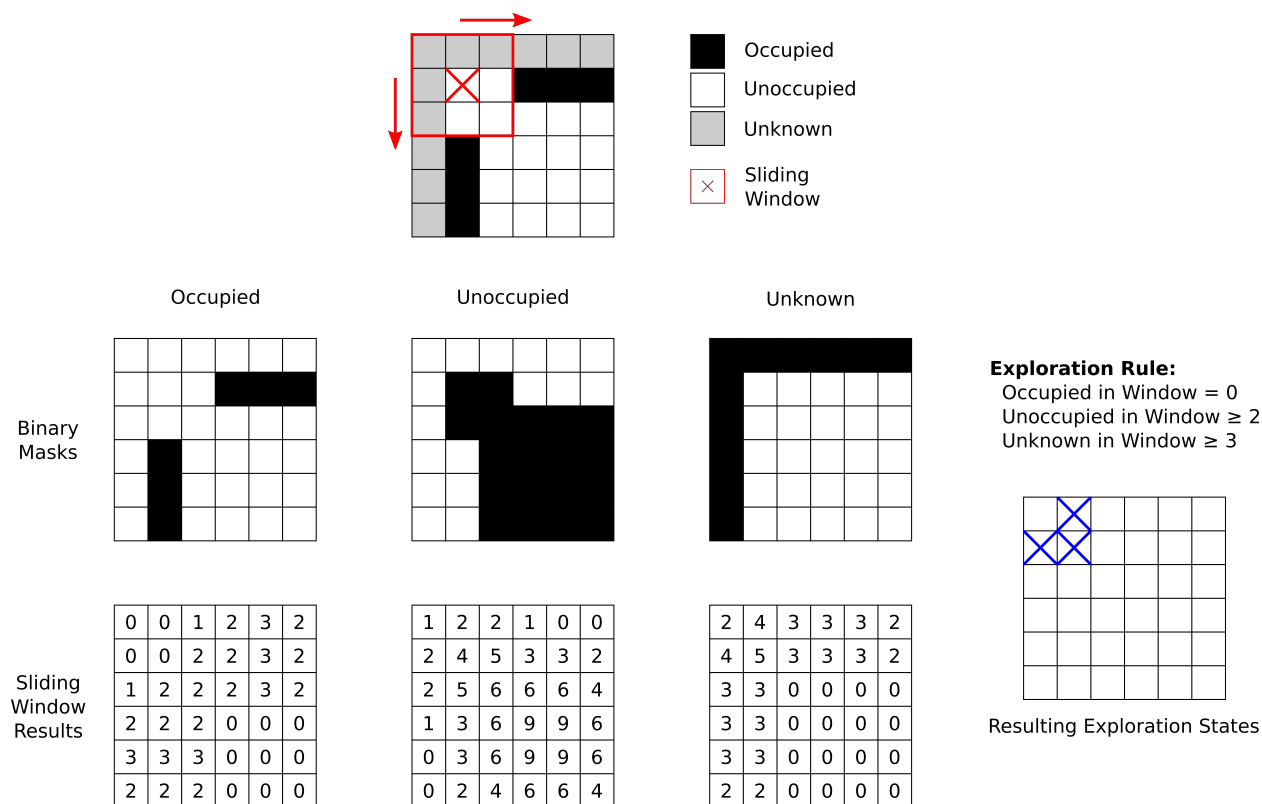 Occupied
Unoccupied
Unknown
Sliding
Window
Occupied
Unoccupied
Unknown
Binary
Masks
Exploration Rule:
Occupied in Window = 0
Unoccupied in Window ≥ 2
Unknown in Window ≥ 3
Sliding
Window
Results
0 0 1 2 3 2
0 0 2 2 3 2
1 2 2 2 3 2
2 2 2 0 0 0
3 3 3 0 0 0
2 2 2 0 0 0
1 2 2 1 0 0
2 4 5 3 3 2
2 5 6 6 6 4
1 3 6 9 9 6
0 3 6 9 9 6
0 2 4 6 6 4
2 4 3 3 3 2
4 5 3 3 3 2
3 3 0 0 0 0
3 3 0 0 0 0
3 3 0 0 0 0
2 2 0 0 0 0
Resulting Exploration States